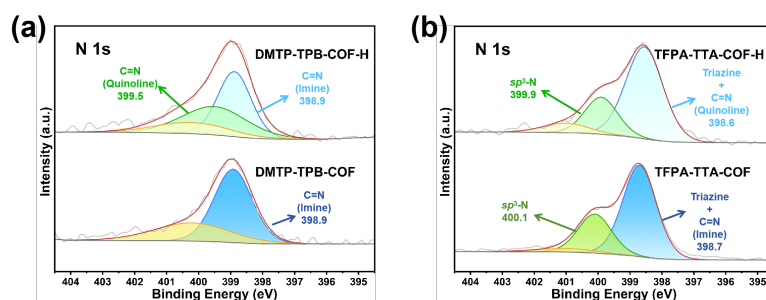 (a)
N 1s
DMTP-TPB-COF-H
C=N
(Quinoline)
399.5
C=N
(Imine)
398.9
DMTP-TPB-COF
C=N
(Imine)
398.9
Intensity (a.u.)
404 403 402 401 400 399 398 397 396 395
Binding Energy (eV)
(b)
N 1s
TFPA-TTA-COF-H
sp³-N
399.9
Triazine
+
C=N
(Quinoline)
398.6
TFPA-TTA-COF
sp³-N
400.1
Triazine
+
C=N
(Imine)
398.7
Intensity (a.u.)
404 403 402 401 400 399 398 397 396 395
Binding Energy (eV)